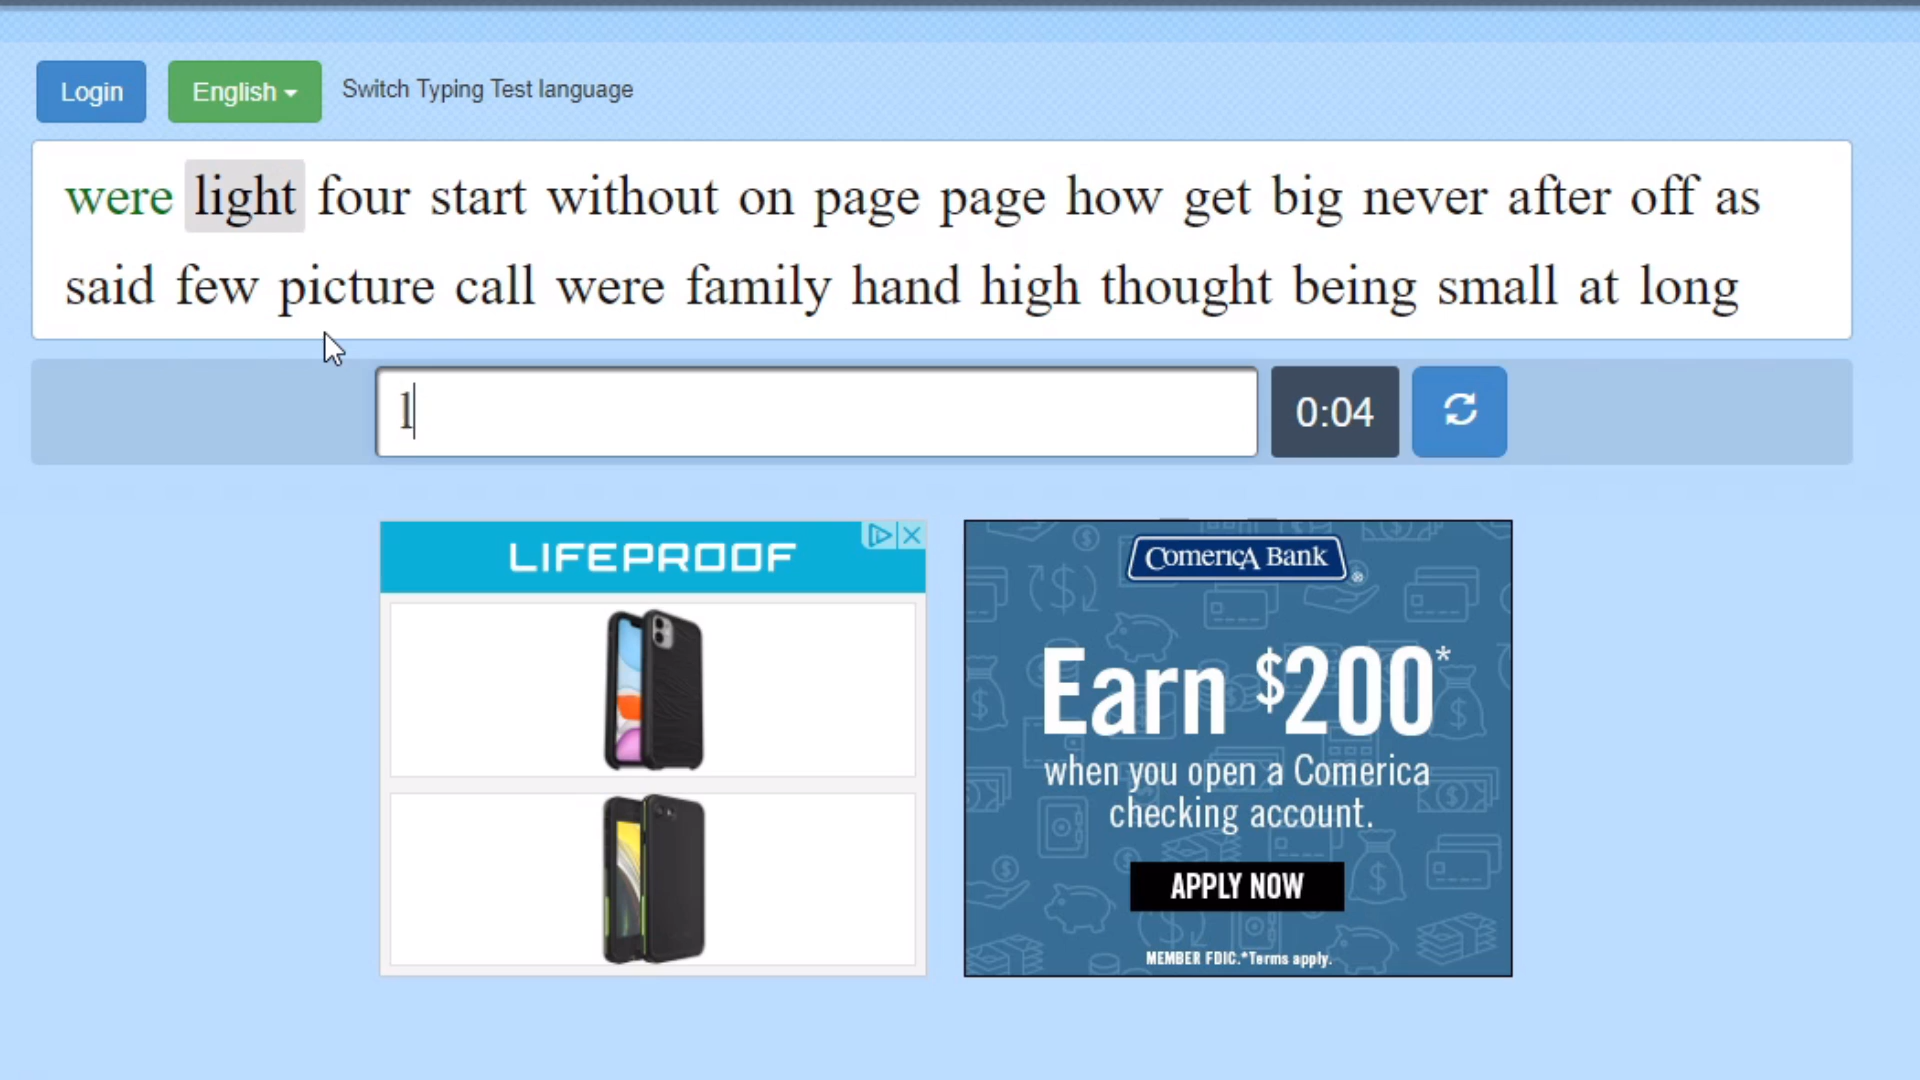 Login English Switch Typing Test language
were light four start without on page page how get big never after off as
said few picture call were family hand high thought being small at long
l 0:04
LIFEPROOF
ComericA Bank®
Earn $200*
when you open a Comerica
checking account.
APPLY NOW
MEMBER FDIC.*Terms apply.